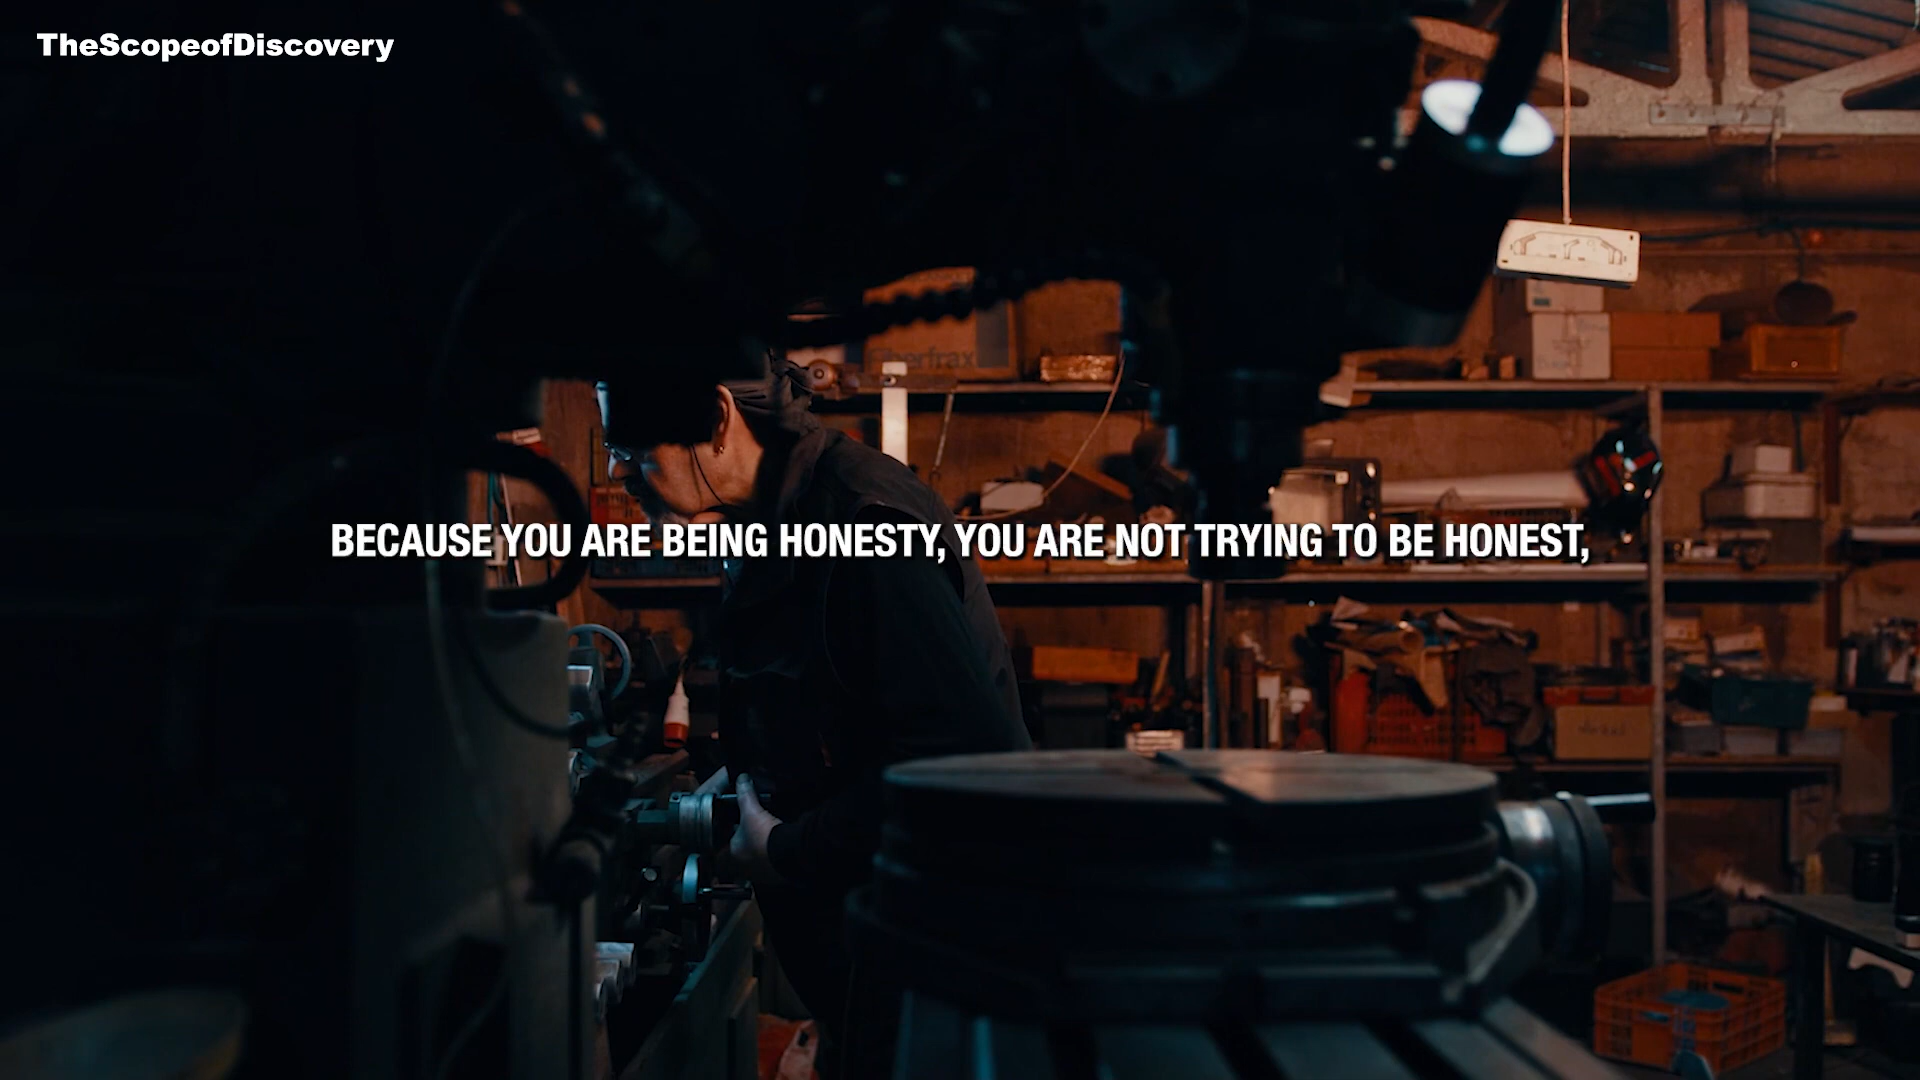 TheScopeofDiscovery
BECAUSE YOU ARE BEING HONESTY, YOU ARE NOT TRYING TO BE HONEST,